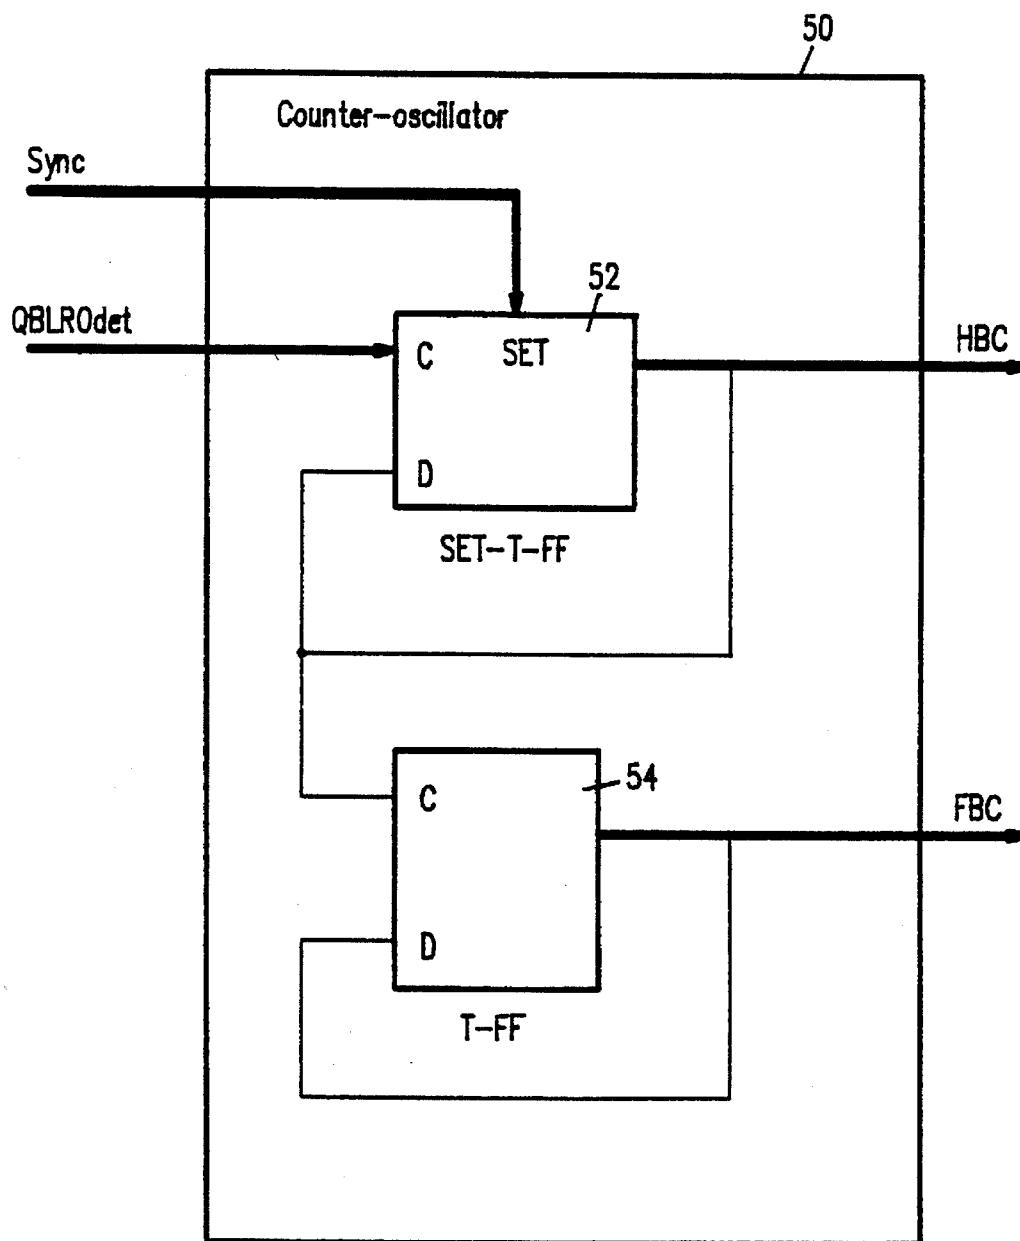 50
Counter-oscillator
Sync
52
QBLROdet
C
SET
HBC
D
SET-T-FF
54
C
FBC
D
T-FF